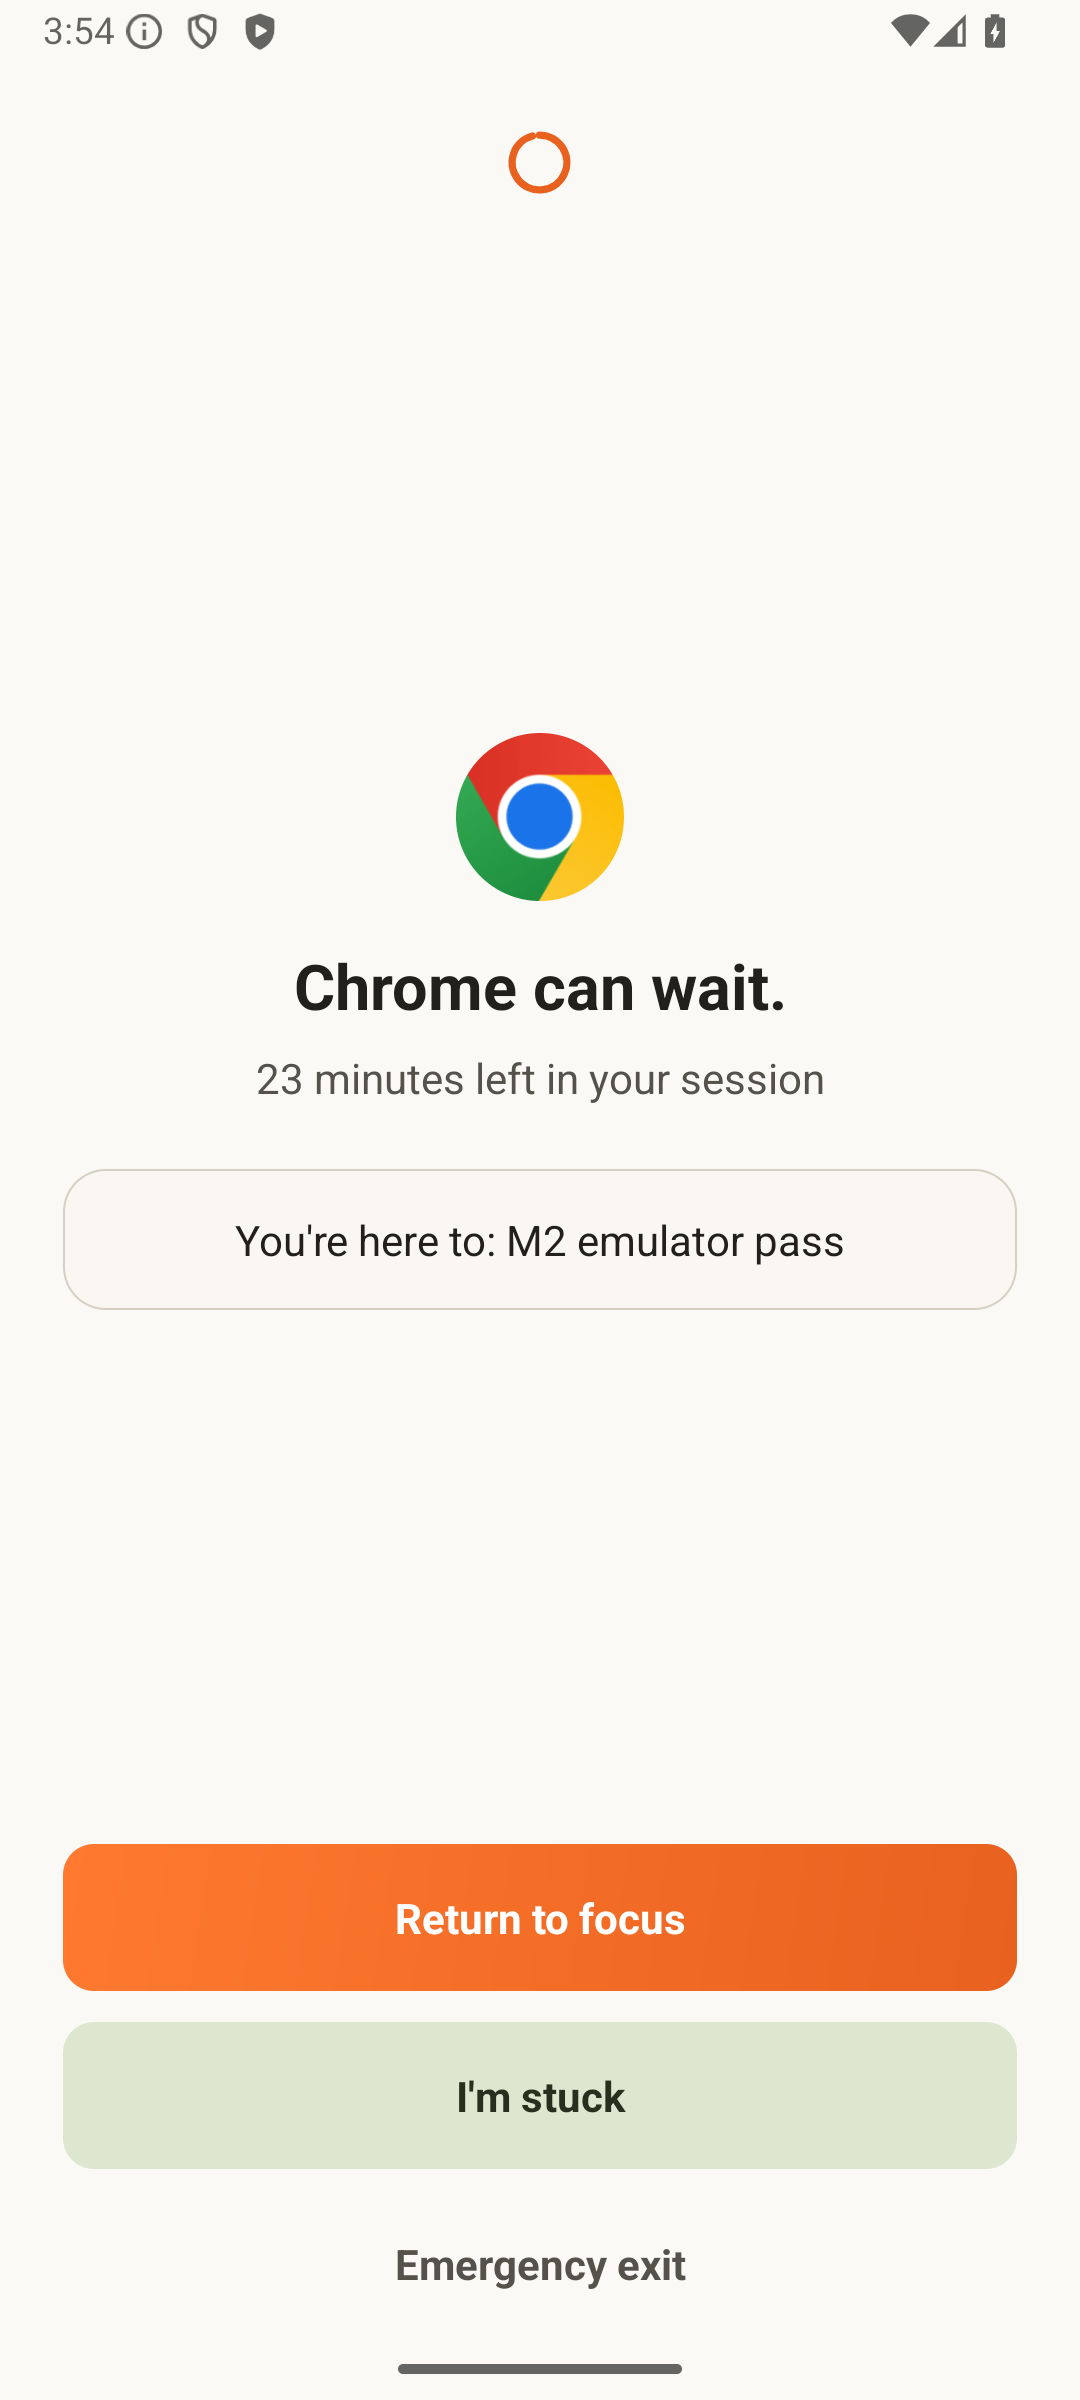 3:54
Chrome can wait.
23 minutes left in your session
You're here to: M2 emulator pass
Return to focus
I'm stuck
Emergency exit